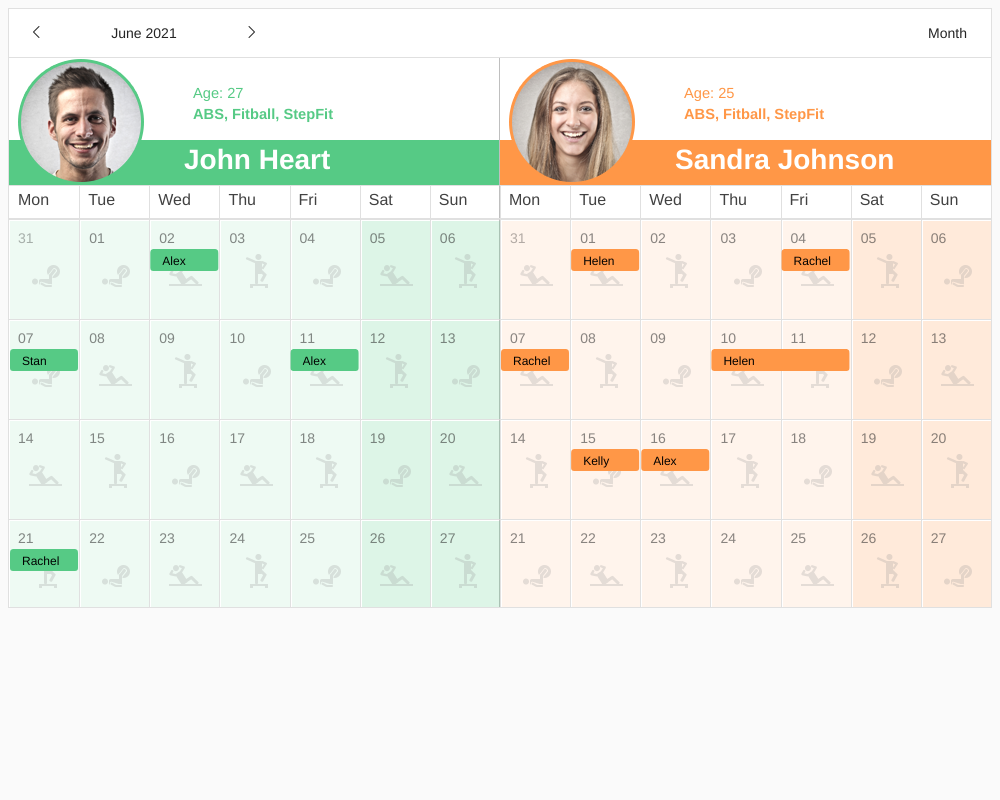 June 2021
Month
Age: 27
ABS, Fitball, StepFit
John Heart
Age: 25
ABS, Fitball, StepFit
Sandra Johnson
Mon Tue Wed Thu Fri Sat Sun Mon Tue Wed Thu Fri Sat Sun
31 01 02 03 04 05 06 31 01 02 03 04 05 06
Alex Helen Rachel
07 08 09 10 11 12 13 07 08 09 10 11 12 13
Stan Alex Rachel Helen
14 15 16 17 18 19 20 14 15 16 17 18 19 20
Kelly Alex
21 22 23 24 25 26 27 21 22 23 24 25 26 27
Rachel